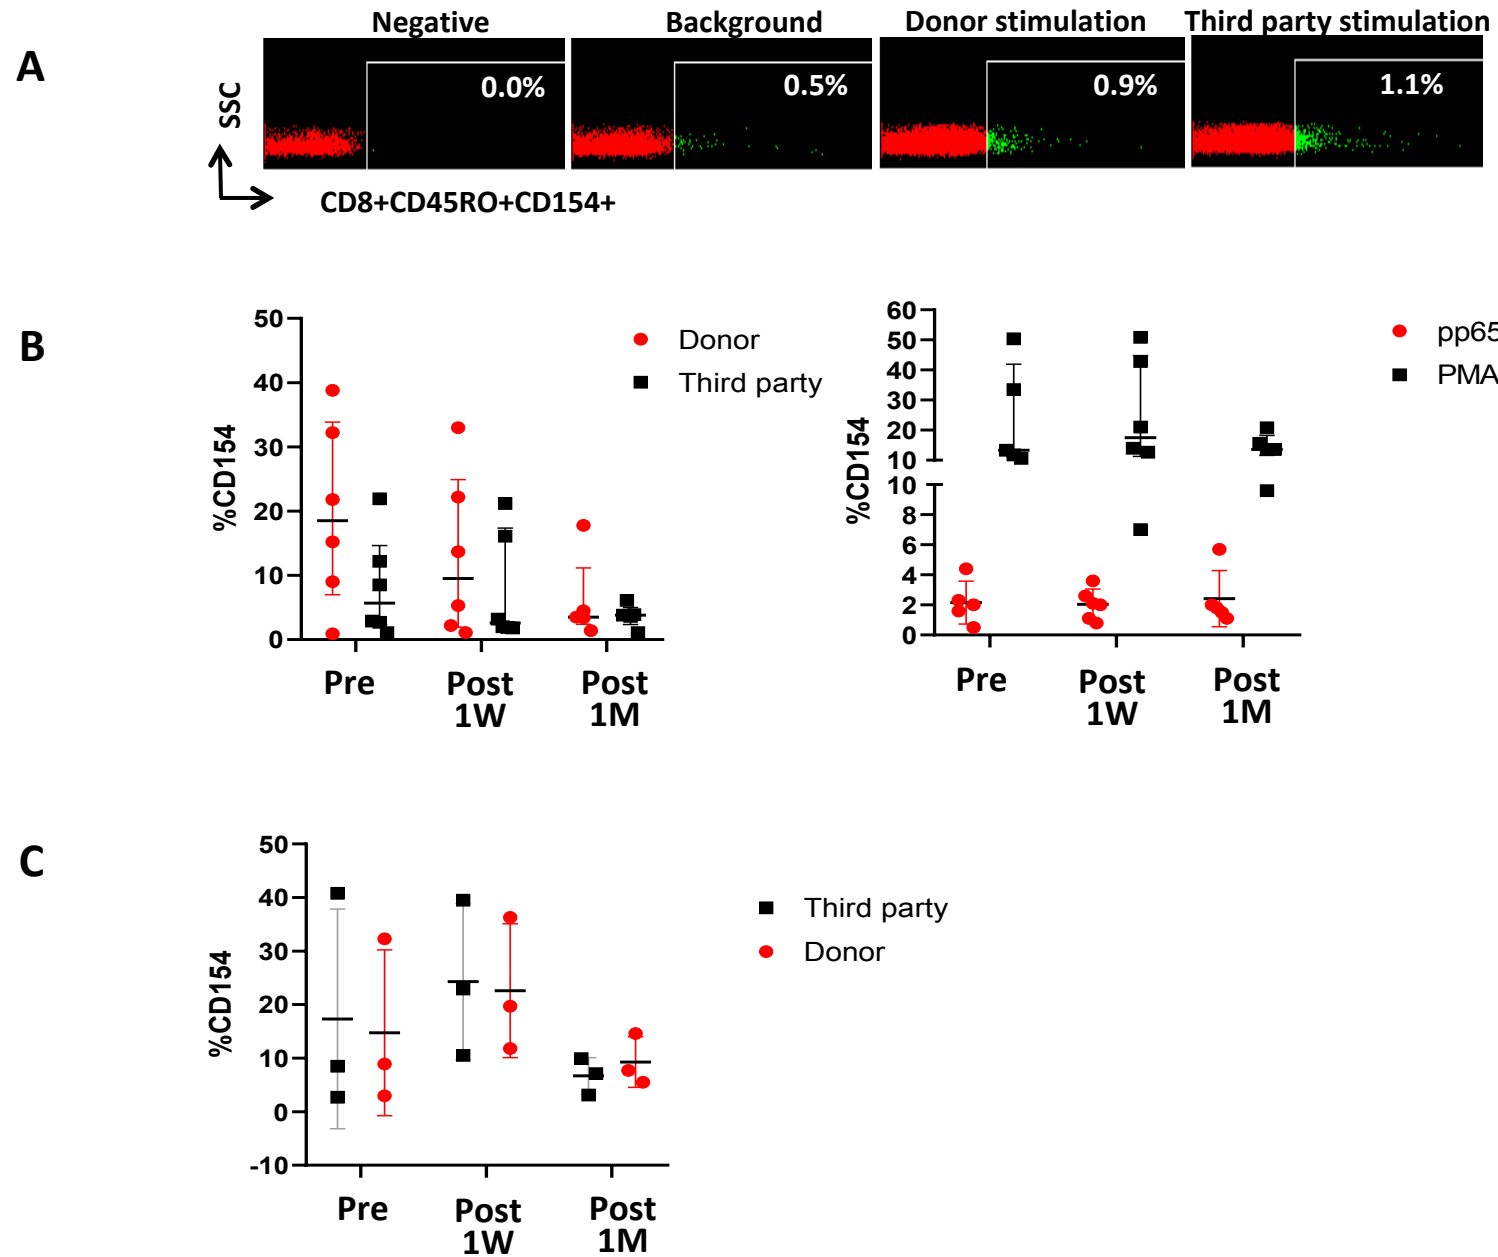 A
Negative
Background
Donor stimulation
Third party stimulation
0.0%
0.5%
0.9%
1.1%
SSC
CD8+CD45RO+CD154+
B
50
40
30
20
10
0
%CD154
Donor
Third party
Pre
Post
1W
Post
1M
60
50
40
30
20
10
10
8
6
4
2
0
%CD154
pp65
PMA
Pre
Post
1W
Post
1M
C
50
40
30
20
10
0
-10
%CD154
Third party
Donor
Pre
Post
1W
Post
1M